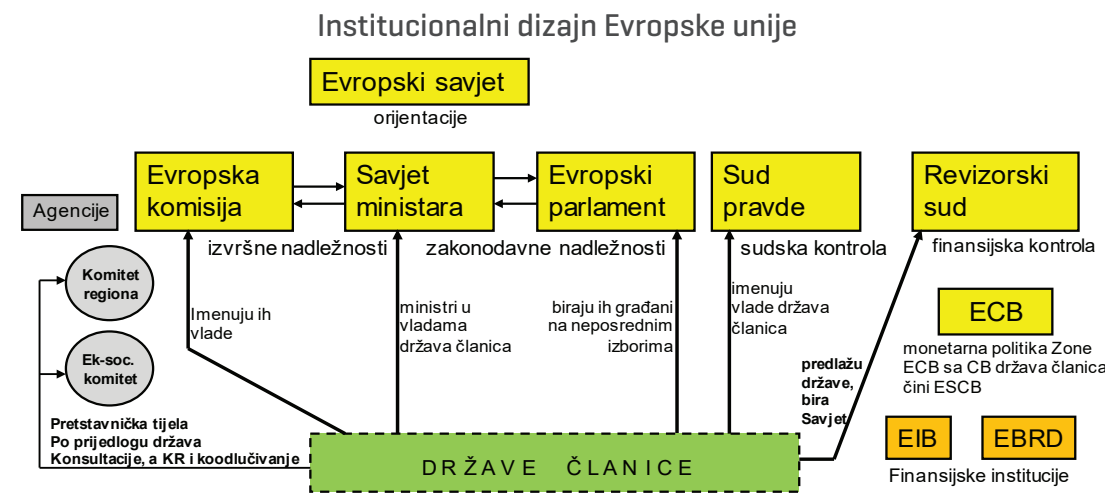 Institucionalni dizajn Evropske unije
Evropski savjet
orijentacije
Evropska
komisija
Savjet
ministara
Evropski
parlament
Sud
pravde
Revizorski
sud
Agencije
izvršne nadležnosti
zakonodavne nadležnosti
sudska kontrola
finansijska kontrola
Komitet
regiona
Ek-soc.
komitet
Imenuju ih
vlade
ministri u
vladama
država članica
biraju ih građani
na neposrednim
izborima
imenuju
vlade država
članica
predlažu
države,
bira
Savjet
ECB
monetarna politika Zone
ECB sa CB država članica
čini ESCB
EIB
EBRD
Finansijske institucije
Pretstavnička tijela
Po prijedlogu država
Konsultacije, a KR i koodlučivanje
DRŽAVE ČLANICE